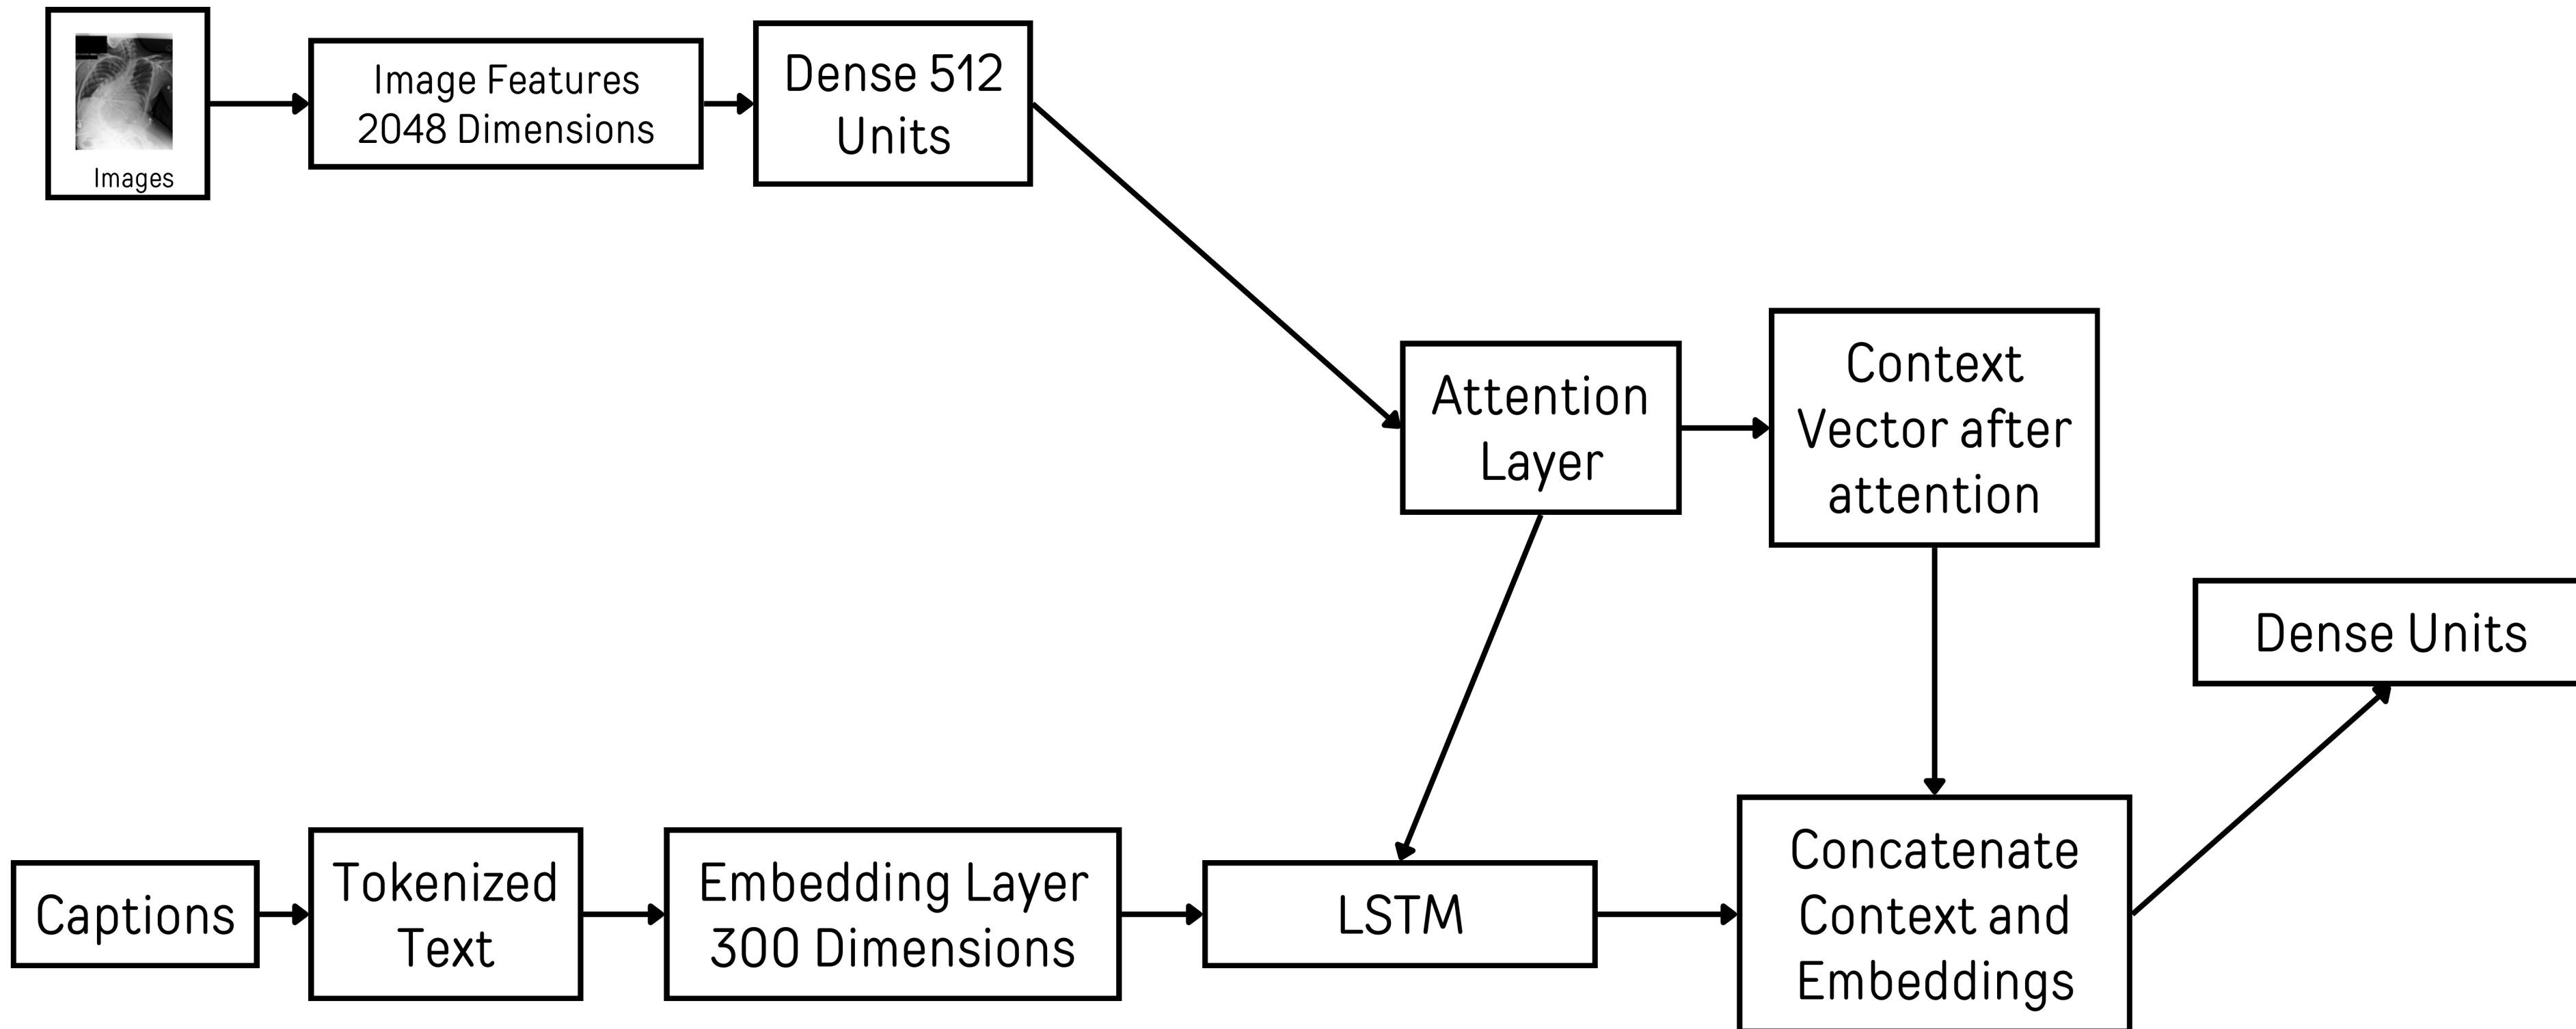 Images
Image Features
2048 Dimensions
Dense 512
Units
Attention
Layer
Context
Vector after
attention
Dense Units
Captions
Tokenized
Text
Embedding Layer
300 Dimensions
LSTM
Concatenate
Context and
Embeddings